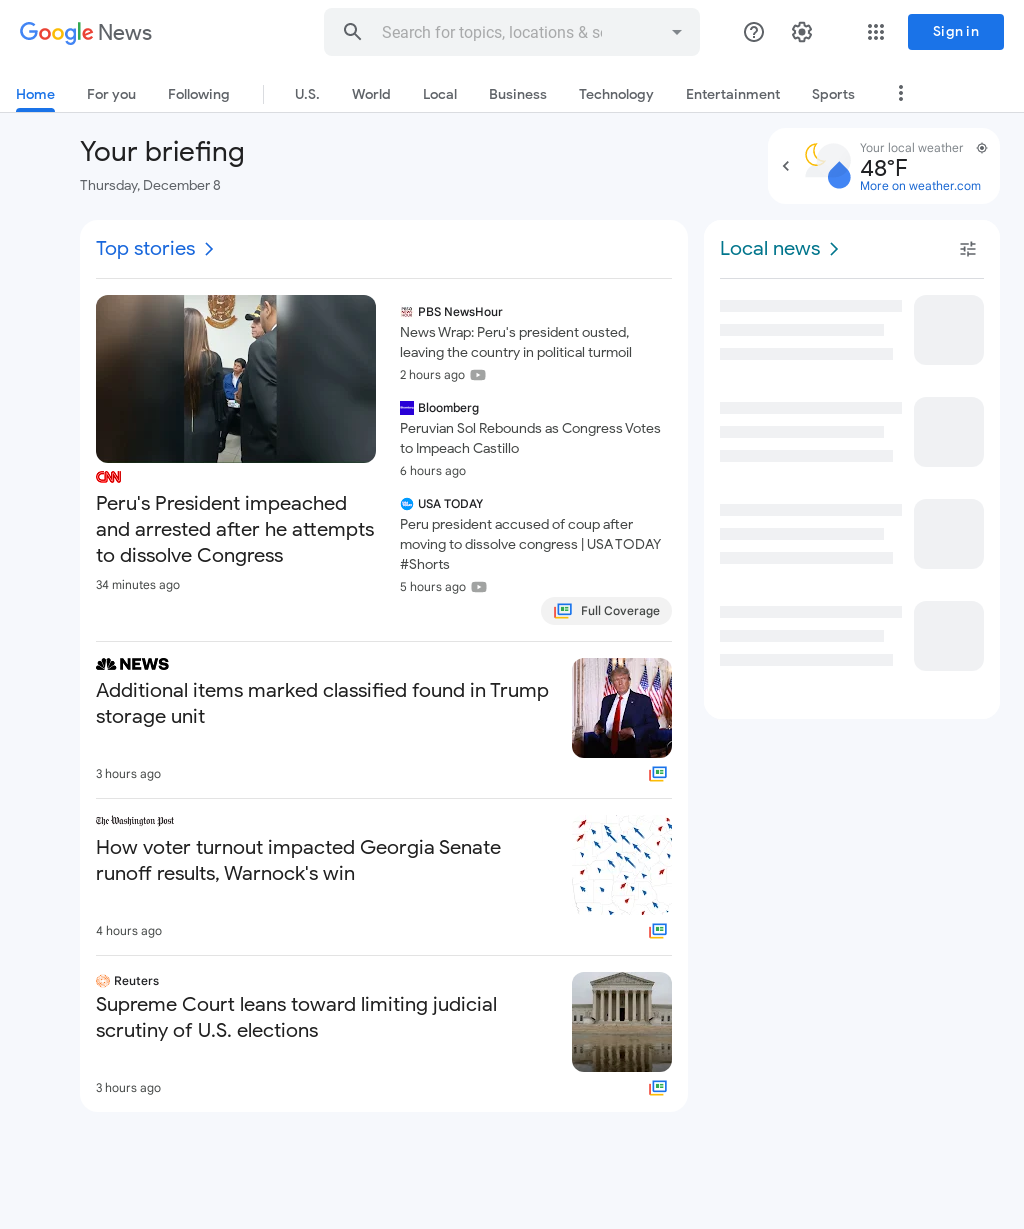 Google News
Search for topics, locations & so
Sign in
Home
For you
Following
U.S.
World
Local
Business
Technology
Entertainment
Sports
Your briefing
Thursday, December 8
Your local weather
48°F
More on weather.com
Top stories
CNN
Peru's President impeached
and arrested after he attempts
to dissolve Congress
34 minutes ago
PBS NewsHour
News Wrap: Peru's president ousted,
leaving the country in political turmoil
2 hours ago
Bloomberg
Peruvian Sol Rebounds as Congress Votes
to Impeach Castillo
6 hours ago
USA TODAY
Peru president accused of coup after
moving to dissolve congress | USA TODAY
#Shorts
5 hours ago
Full Coverage
NEWS
Additional items marked classified found in Trump
storage unit
3 hours ago
The Washington Post
How voter turnout impacted Georgia Senate
runoff results, Warnock's win
4 hours ago
Reuters
Supreme Court leans toward limiting judicial
scrutiny of U.S. elections
3 hours ago
Local news